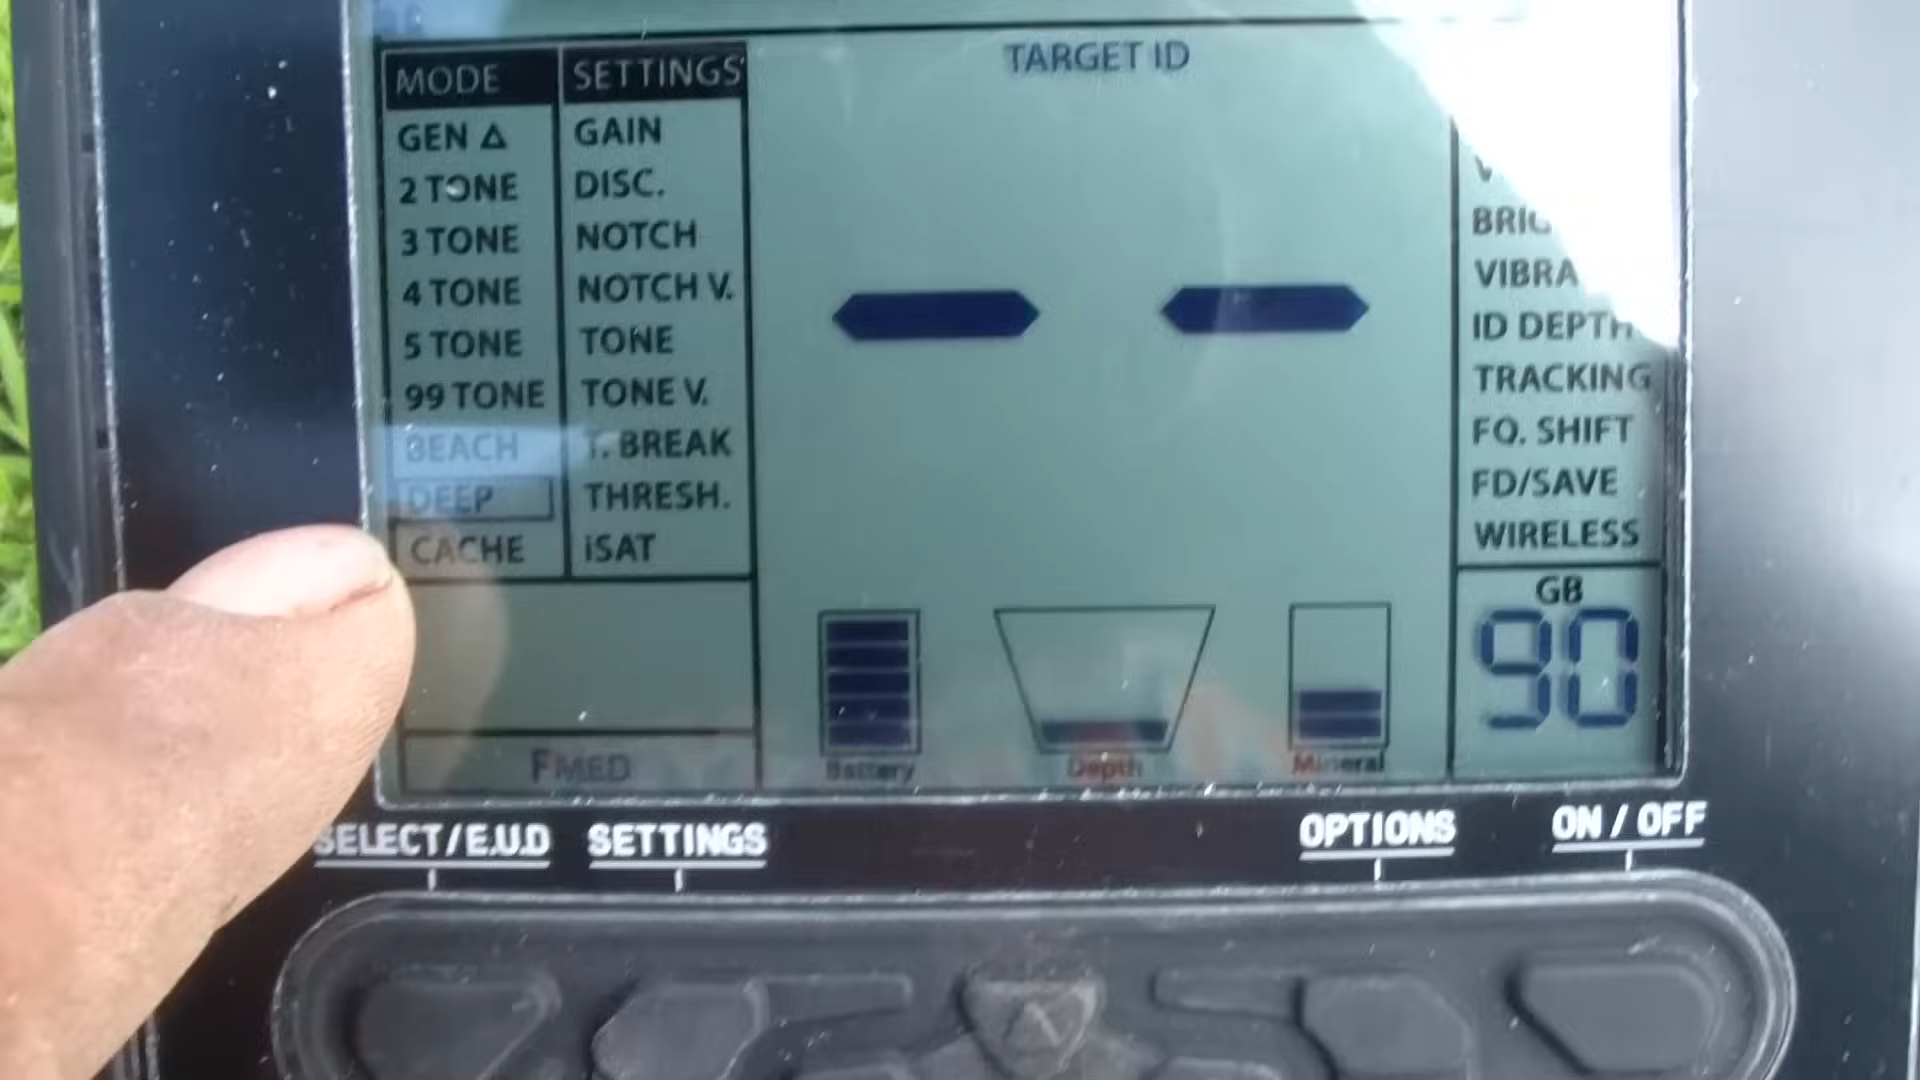 MODE
GEN Δ
2 TONE
3 TONE
4 TONE
5 TONE
99 TONE
BEACH
DEEP
CACHE
SETTINGS
GAIN
DISC.
NOTCH
NOTCH V.
TONE
TONE V.
T. BREAK
THRESH.
iSAT
FMED
TARGET ID
- -
Battery
Depth
Mineral
VIBRA
ID DEPTH
TRACKING
FQ. SHIFT
FD/SAVE
WIRELESS
GB
90
SELECT/E.U.D
SETTINGS
OPTIONS
ON / OFF